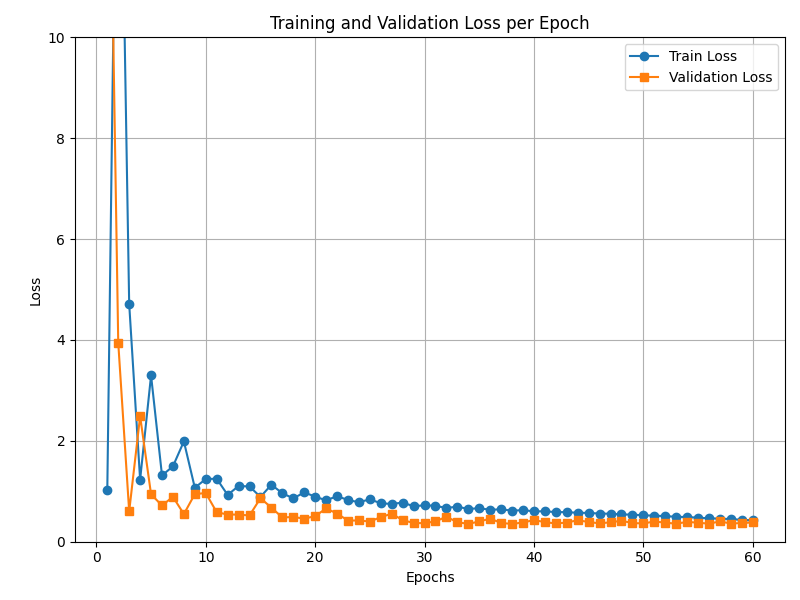 Training and Validation Loss per Epoch
Train Loss
Validation Loss
Loss
10
8
6
4
2
0
0 10 20 30 40 50 60
Epochs